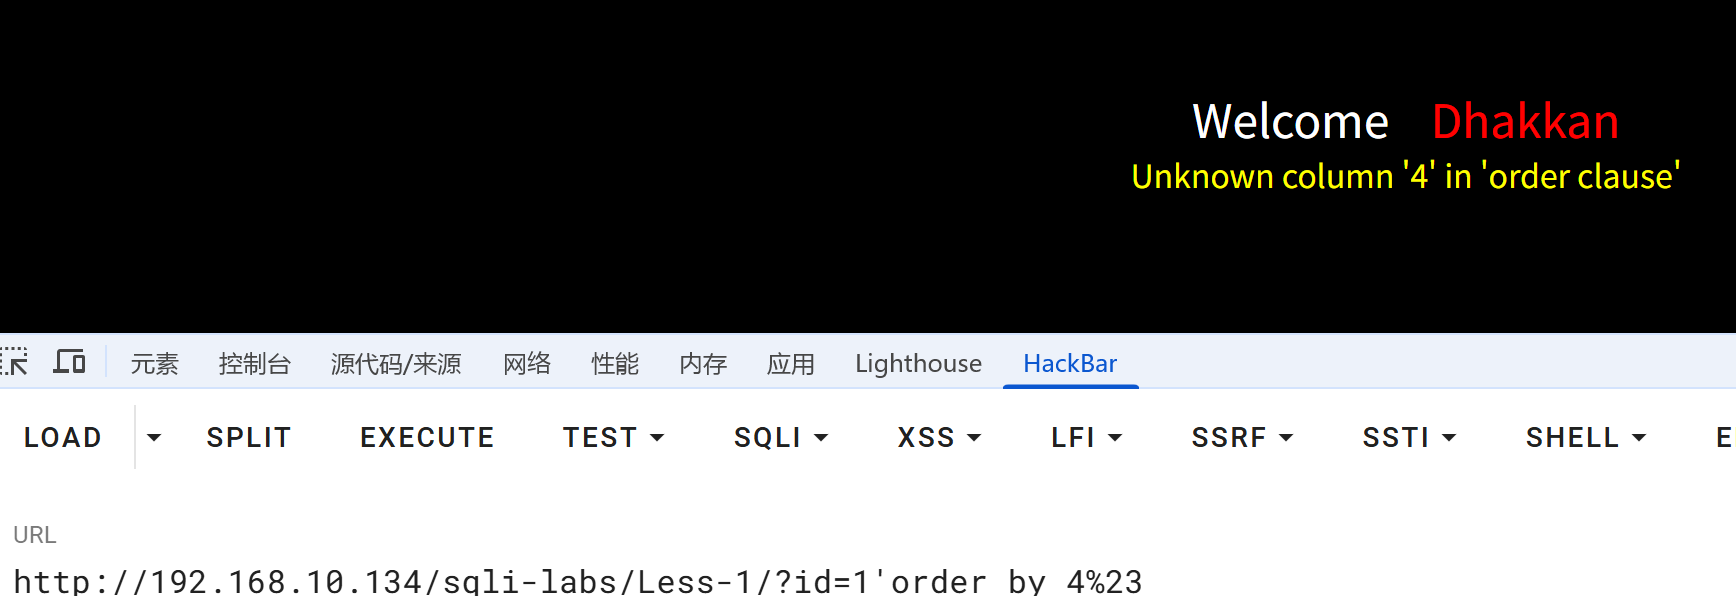 Welcome Dhakkan
Unknown column '4' in 'order clause'
元素 控制台 源代码/来源 网络 性能 内存 应用 Lighthouse HackBar
LOAD SPLIT EXECUTE TEST SQLI XSS LFI SSRF SSTI SHELL E
URL
http://192.168.10.134/sqli-labs/Less-1/?id=1'order by 4%23